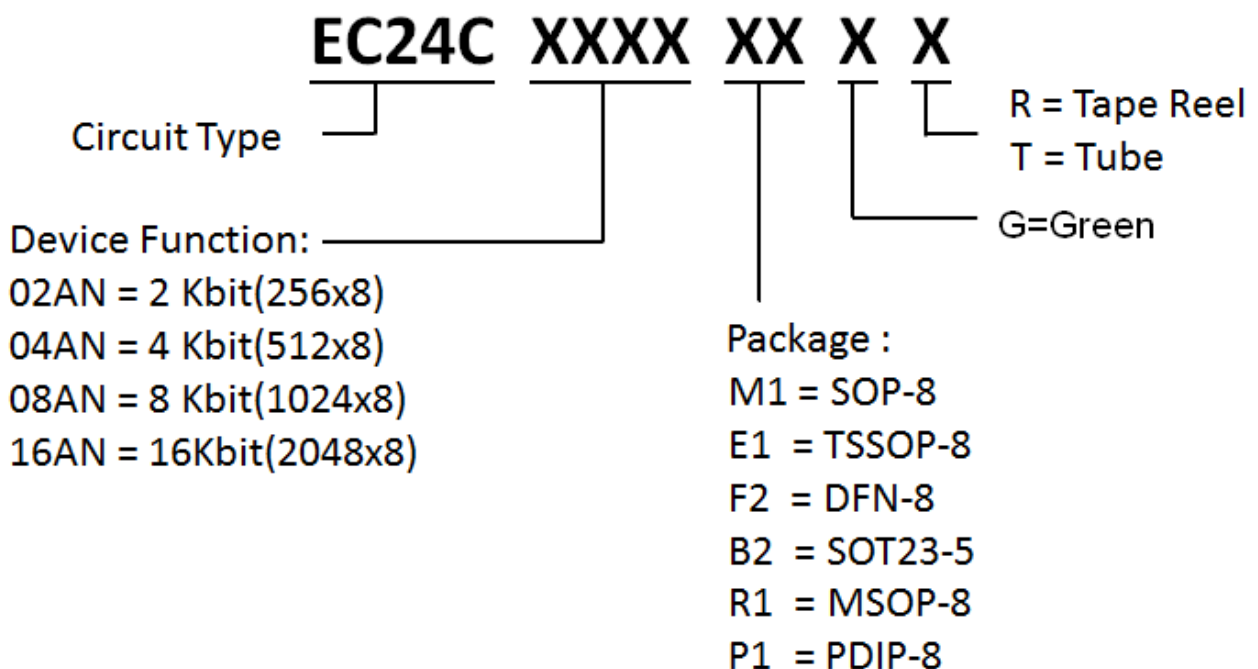 EC24C XXXX XX X X
Circuit Type
R = Tape Reel
T = Tube
G=Green
Device Function:
02AN = 2 Kbit(256x8)
04AN = 4 Kbit(512x8)
08AN = 8 Kbit(1024x8)
16AN = 16Kbit(2048x8)
Package :
M1 = SOP-8
E1 = TSSOP-8
F2 = DFN-8
B2 = SOT23-5
R1 = MSOP-8
P1 = PDIP-8